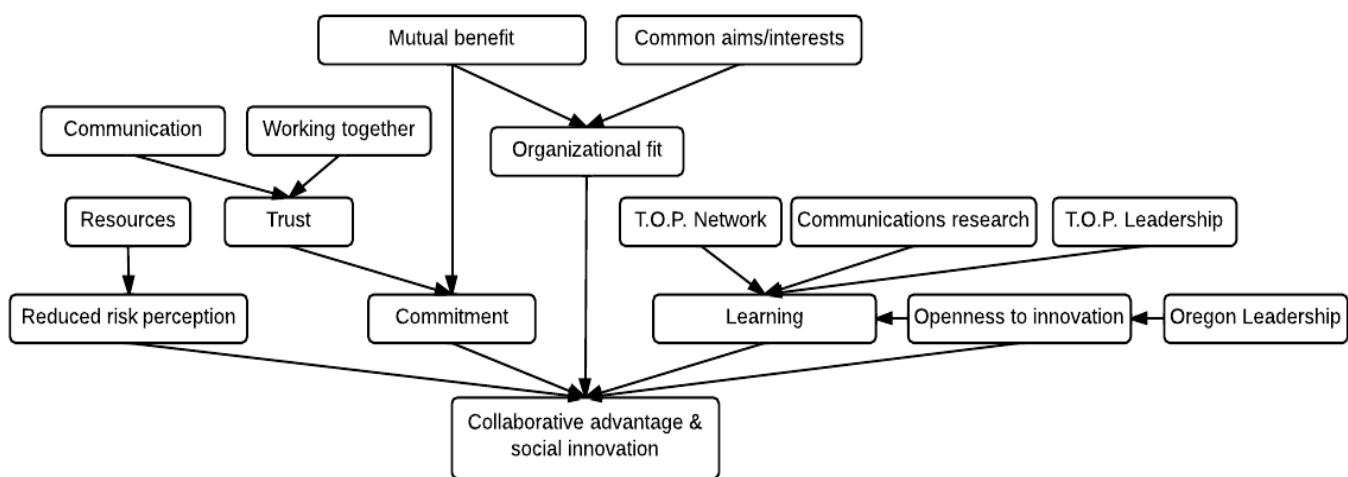 Mutual benefit
Common aims/interests
Communication
Working together
Organizational fit
Resources
Trust
T.O.P. Network
Communications research
T.O.P. Leadership
Reduced risk perception
Commitment
Learning
Openness to innovation
Oregon Leadership
Collaborative advantage &
social innovation